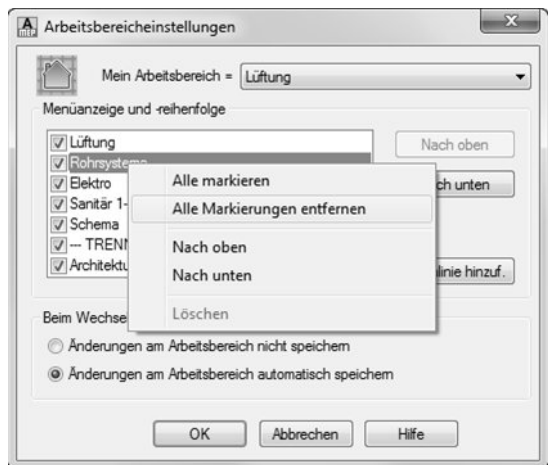 Arbeitsbereicheinstellungen
Mein Arbeitsbereich = Lüftung
Menüanzeige und -reihenfolge
Lüftung
Nach oben
Rohrsysteme
Alle markieren
Elektro
ch unten
Sanitär 1-
Alle Markierungen entfernen
Schema
--- TREN
Nach oben
Architektu
Nach unten
linie hinzuf.
Löschen
Beim Wechse
Änderungen am Arbeitsbereich nicht speichern
Änderungen am Arbeitsbereich automatisch speichern
OK Abbrechen Hilfe